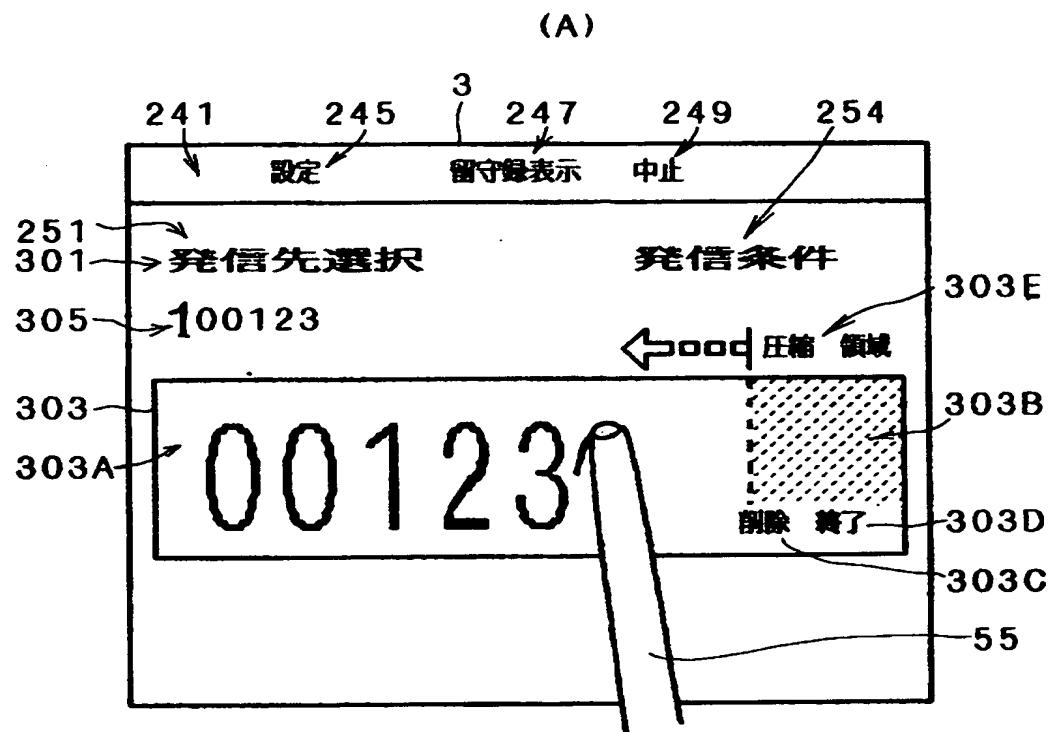 (A)
3
241 245 247 249 254
設定 留守録表示 中止
251
301 発信先選択 発信条件
303E
305 100123
圧縮 領域
303
303B
303A 00123
削除 終了 303D
303C
55